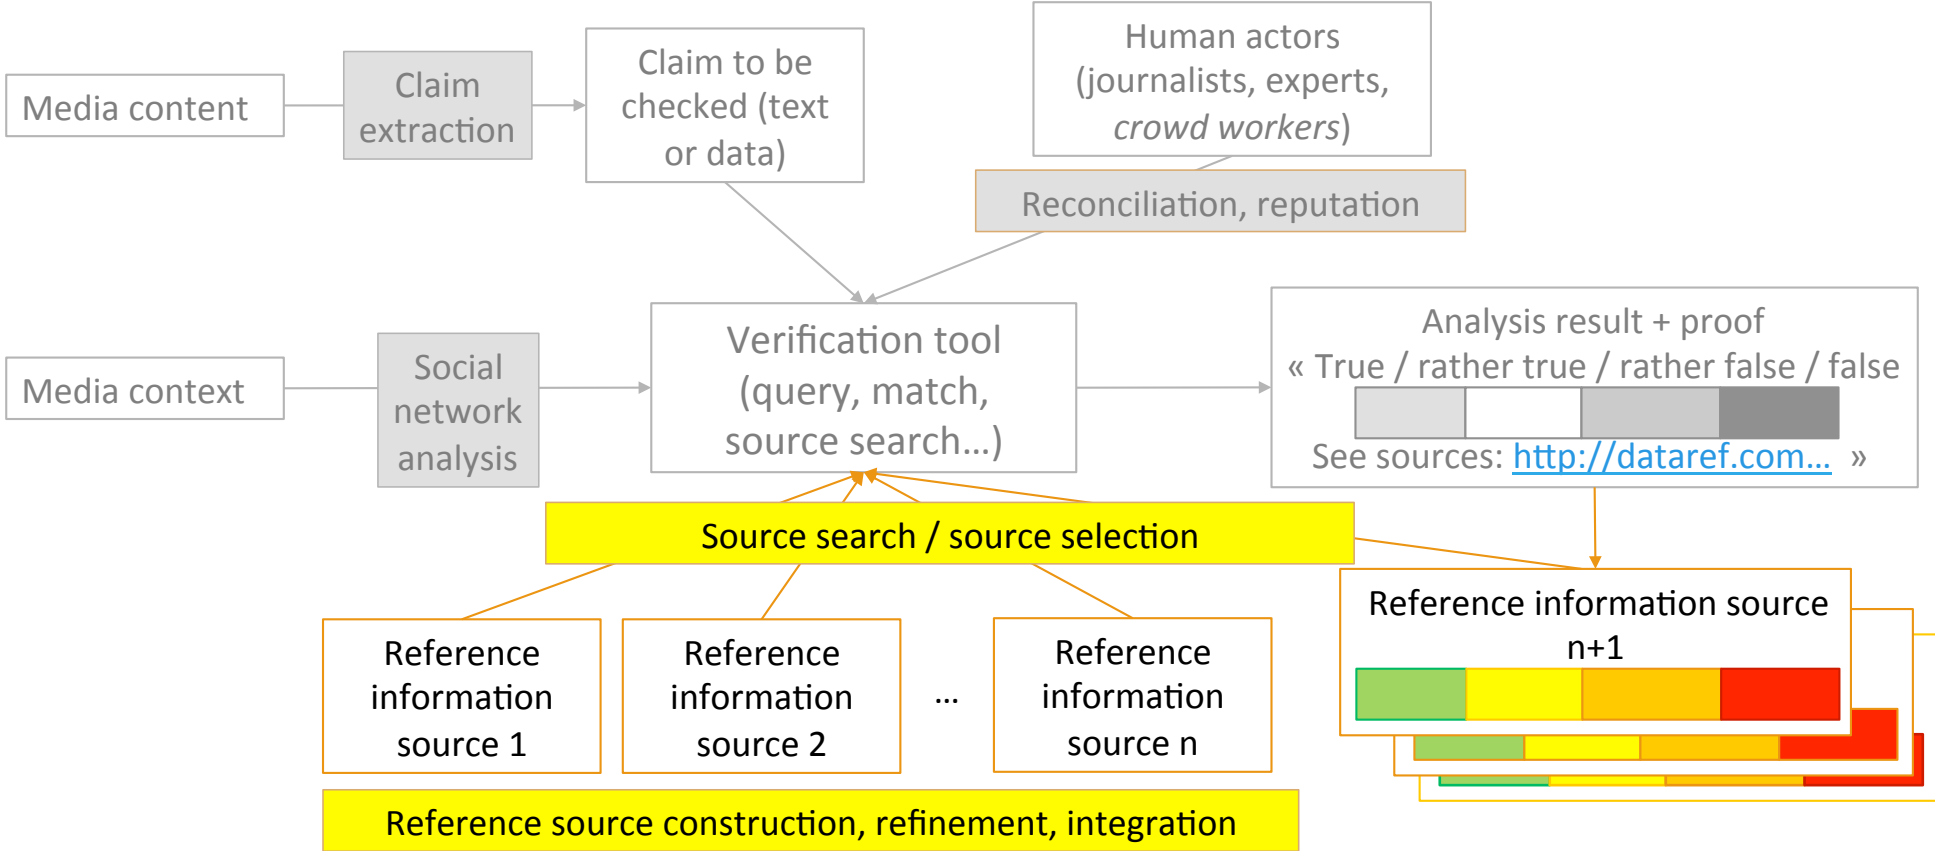 Media content
Claim
extraction
Claim to be
checked (text
or data)
Human actors
(journalists, experts,
crowd workers)
Reconciliation, reputation
Media context
Social
network
analysis
Verification tool
(query, match,
source search…)
Analysis result + proof
« True / rather true / rather false / false
See sources: http://dataref.com… »
Source search / source selection
Reference
information
source 1
Reference
information
source 2
…
Reference
information
source n
Reference information source
n+1
Reference source construction, refinement, integration